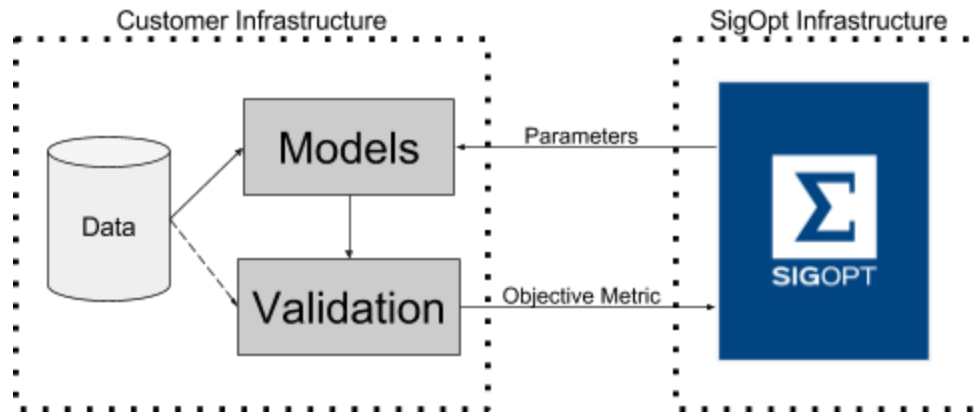 Customer Infrastructure
SigOpt Infrastructure
Models
Parameters
Data
Σ
SIGOPT
Validation
Objective Metric